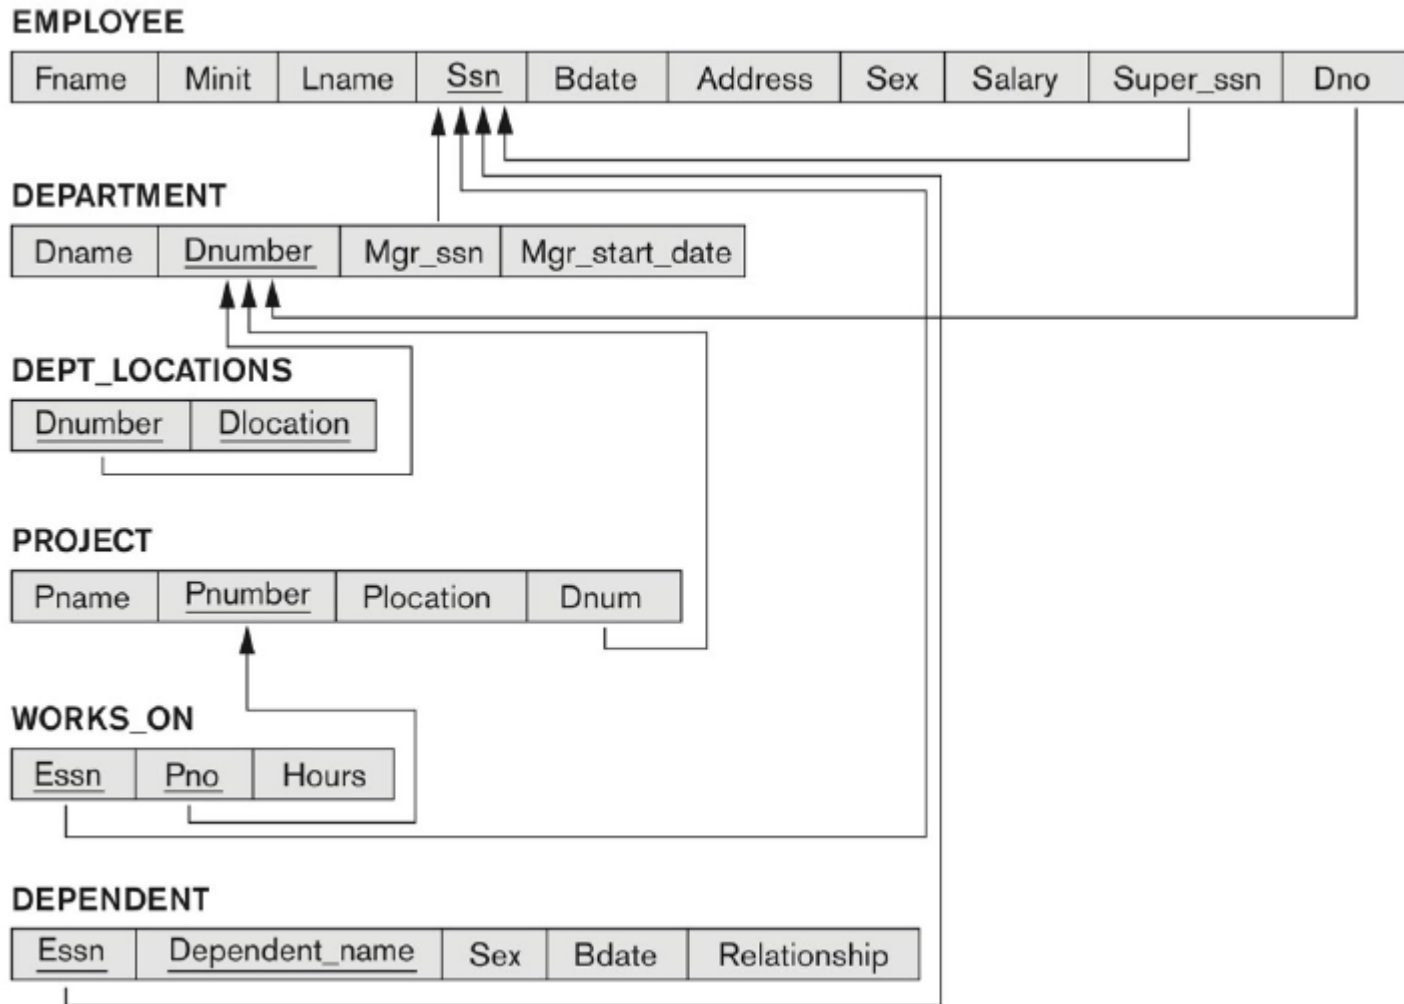 EMPLOYEE
Fname Minit Lname Ssn Bdate Address Sex Salary Super_ssn Dno
DEPARTMENT
Dname Dnumber Mgr_ssn Mgr_start_date
DEPT_LOCATIONS
Dnumber Dlocation
PROJECT
Pname Pnumber Plocation Dnum
WORKS_ON
Essn Pno Hours
DEPENDENT
Essn Dependent_name Sex Bdate Relationship